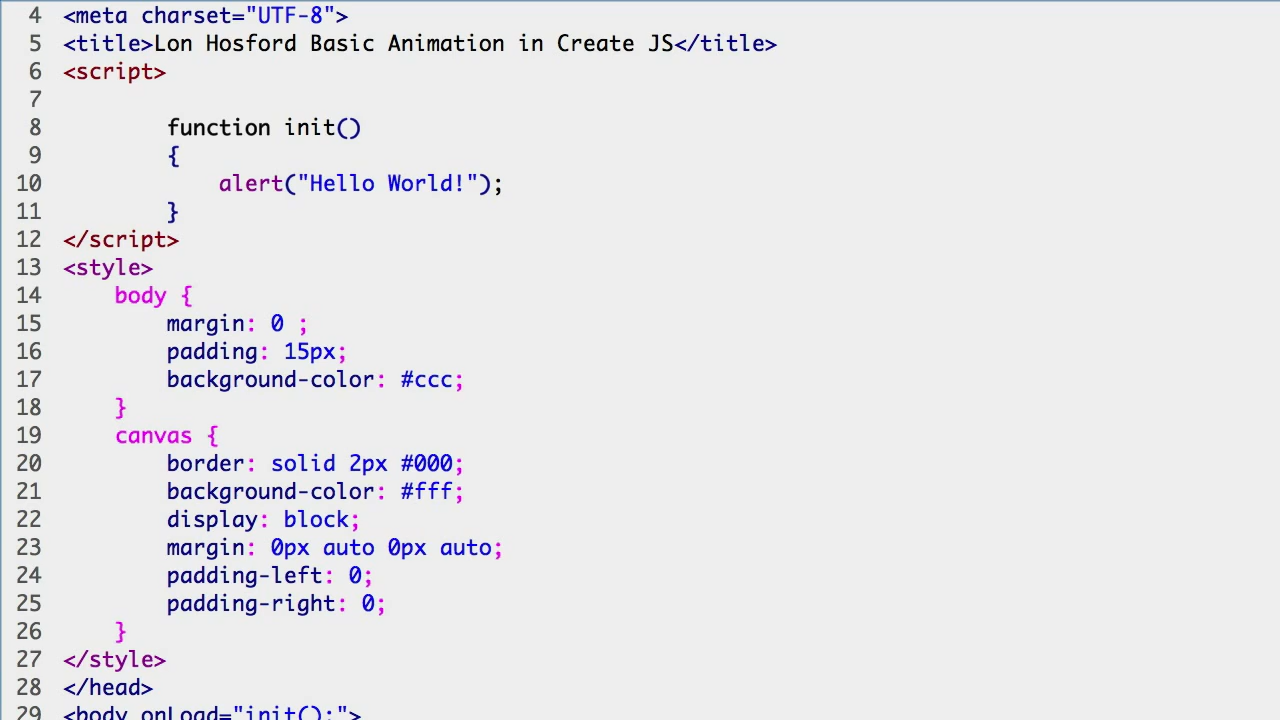 4 <meta charset="UTF-8">
5 <title>Lon Hosford Basic Animation in Create JS</title>
6 <script>
7
8 function init()
9 {
10 alert("Hello World!");
11 }
12 </script>
13 <style>
14 body {
15 margin: 0 ;
16 padding: 15px;
17 background-color: #ccc;
18 }
19 canvas {
20 border: solid 2px #000;
21 background-color: #fff;
22 display: block;
23 margin: 0px auto 0px auto;
24 padding-left: 0;
25 padding-right: 0;
26 }
27 </style>
28 </head>
29 <body onLoad="init();">